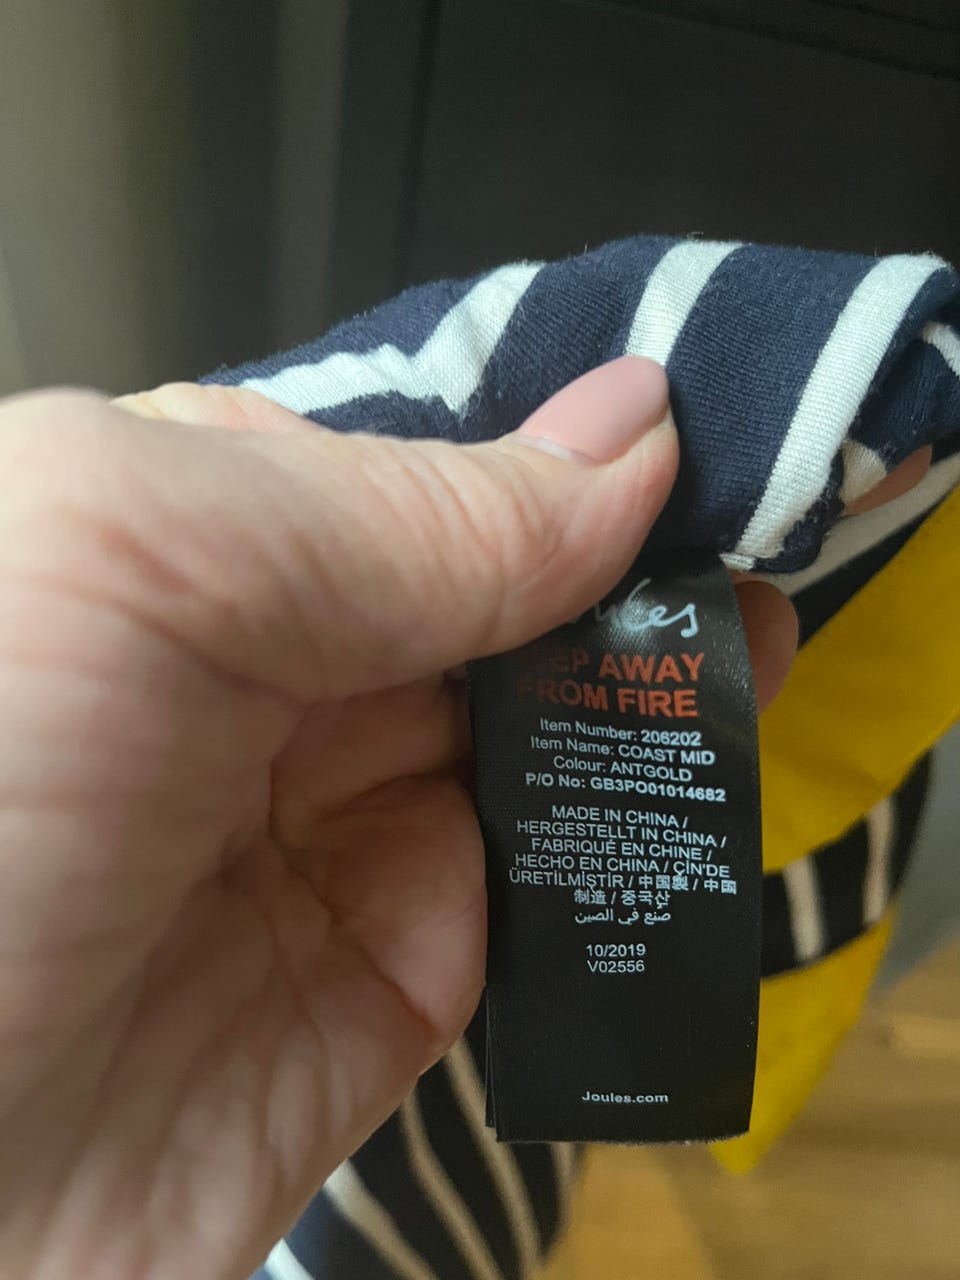 AWAY
FROM FIRE
Item Number: 206202
Item Name: COAST MID
Colour: ANTGOLD
P/O No: GB3PO01014682
MADE IN CHINA /
HERGESTELLT IN CHINA /
FABRIQUÉ EN CHINE /
HECHO EN CHINA / ÇİN'DE
ÜRETİLMİŞTİR / 中国製 / 中国
制造 / 중국산
صنع في الصين
10/2019
V02556
Joules.com